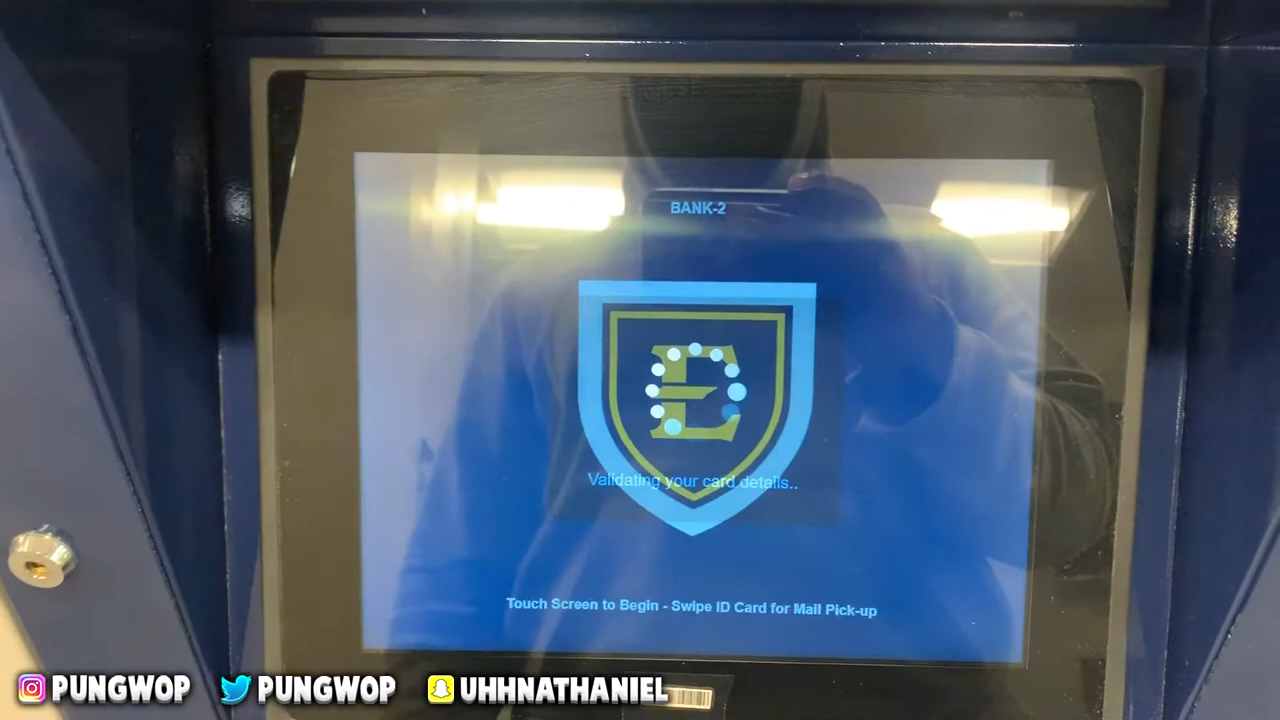 BANK-2
E
Validating your card details..
Touch Screen to Begin - Swipe ID Card for Mail Pick-up
PUNGWOP PUNGWOP UHHNATHANIEL